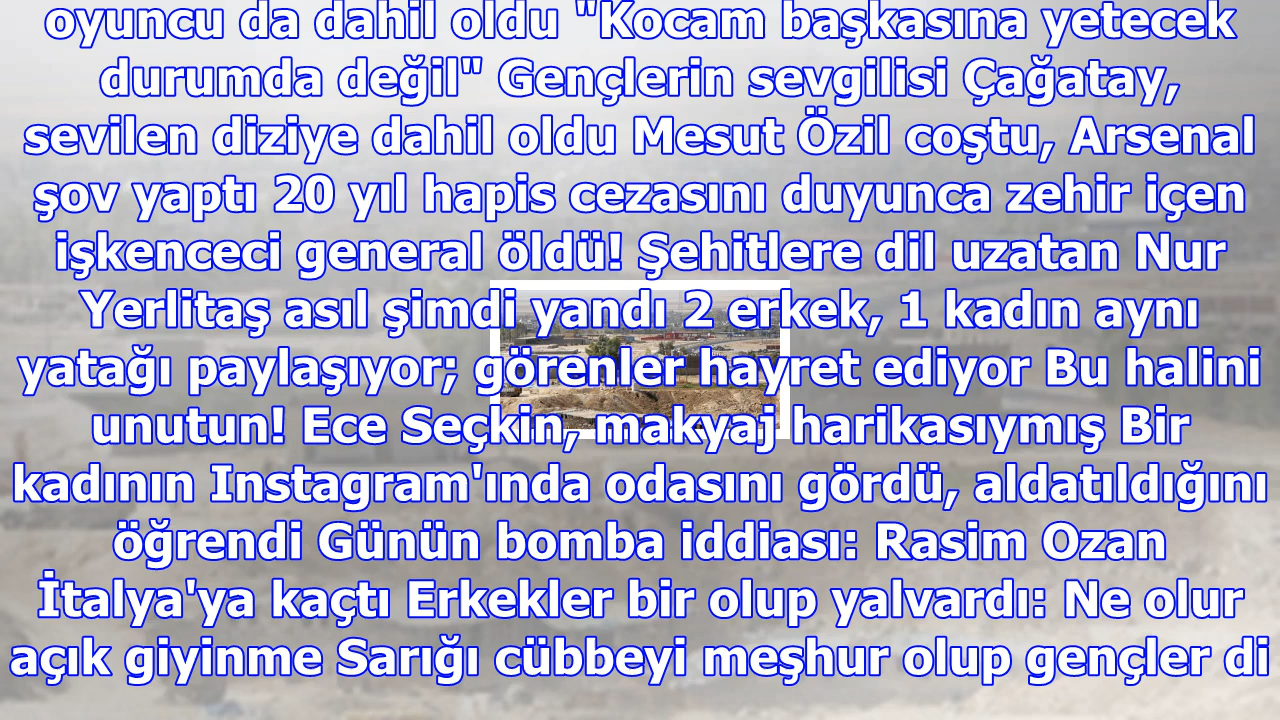 oyuncu da dahil oldu "Kocam başkasına yetecek
durumda değil" Gençlerin sevgilisi Çağatay,
sevilen diziye dahil oldu Mesut Özil coştu, Arsenal
şov yaptı 20 yıl hapis cezasını duyunca zehir içen
işkenceci general öldü! Şehitlere dil uzatan Nur
Yerlitaş asıl şimdi yandı 2 erkek, 1 kadın aynı
yatağı paylaşıyor; görenler hayret ediyor Bu halini
unutun! Ece Seçkin, makyaj harikasıymış Bir
kadının Instagram'ında odasını gördü, aldatıldığını
öğrendi Günün bomba iddiası: Rasim Ozan
İtalya'ya kaçtı Erkekler bir olup yalvardı: Ne olur
açık giyinme Sarığı cübbeyi meşhur olup gençler di